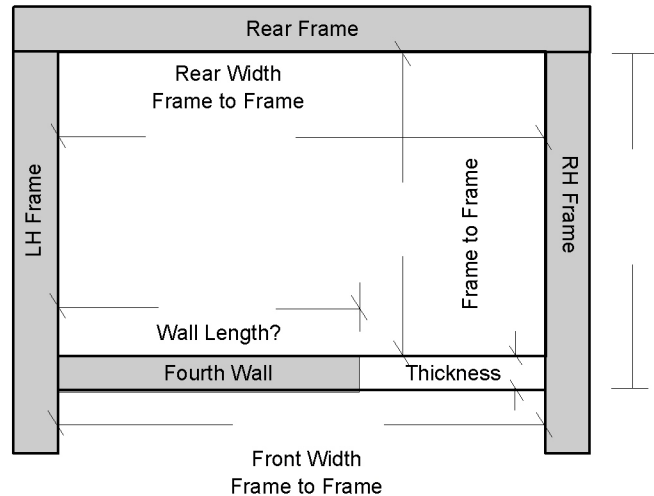 Rear Frame
Rear Width
Frame to Frame
LH Frame
Frame to Frame
RH Frame
Wall Length?
Fourth Wall
Thickness
Front Width
Frame to Frame